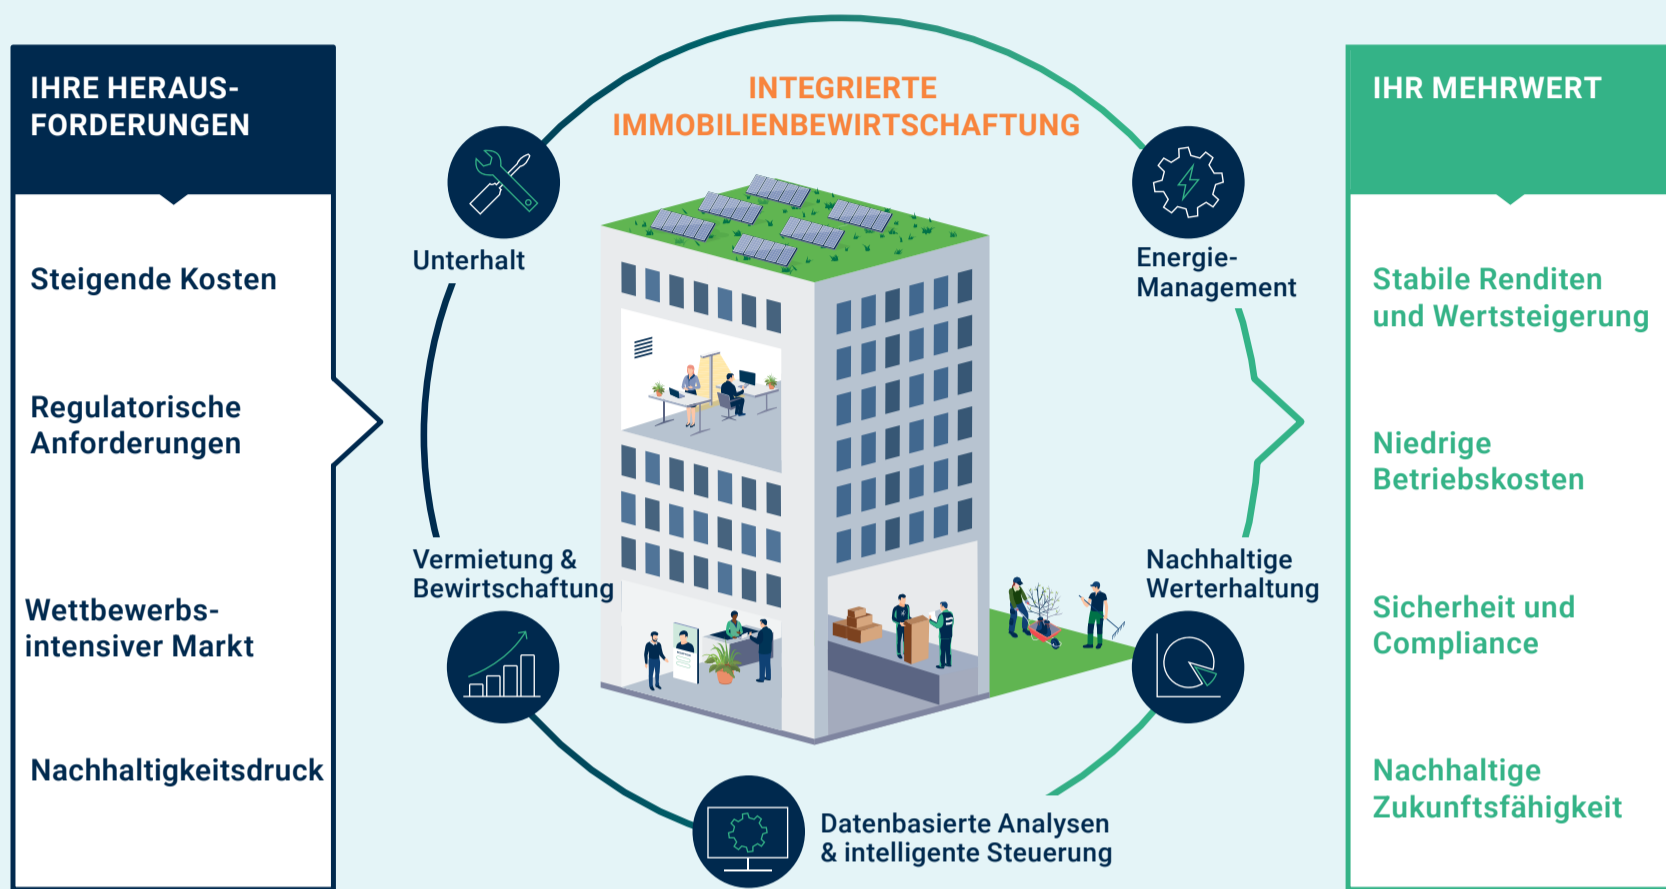 IHRE HERAUS-
FORDERUNGEN
Steigende Kosten
Regulatorische
Anforderungen
Wettbewerbs-
intensiver Markt
Nachhaltigkeitsdruck
INTEGRIERTE
IMMOBILIENBEWIRTSCHAFTUNG
Unterhalt
Energie-
Management
Vermietung &
Bewirtschaftung
Nachhaltige
Werterhaltung
Datenbasierte Analysen
& intelligente Steuerung
IHR MEHRWERT
Stabile Renditen
und Wertsteigerung
Niedrige
Betriebskosten
Sicherheit und
Compliance
Nachhaltige
Zukunftsfähigkeit